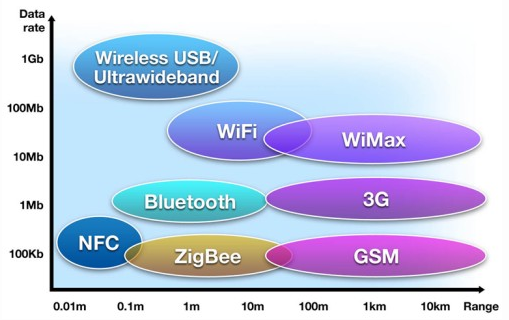 Data
rate
1Gb
Wireless USB/
Ultrawideband
100Mb
WiFi
WiMax
10Mb
1Mb
Bluetooth
3G
NFC
100Kb
ZigBee
GSM
0.01m 0.1m 1m 10m 100m 1km 10km Range